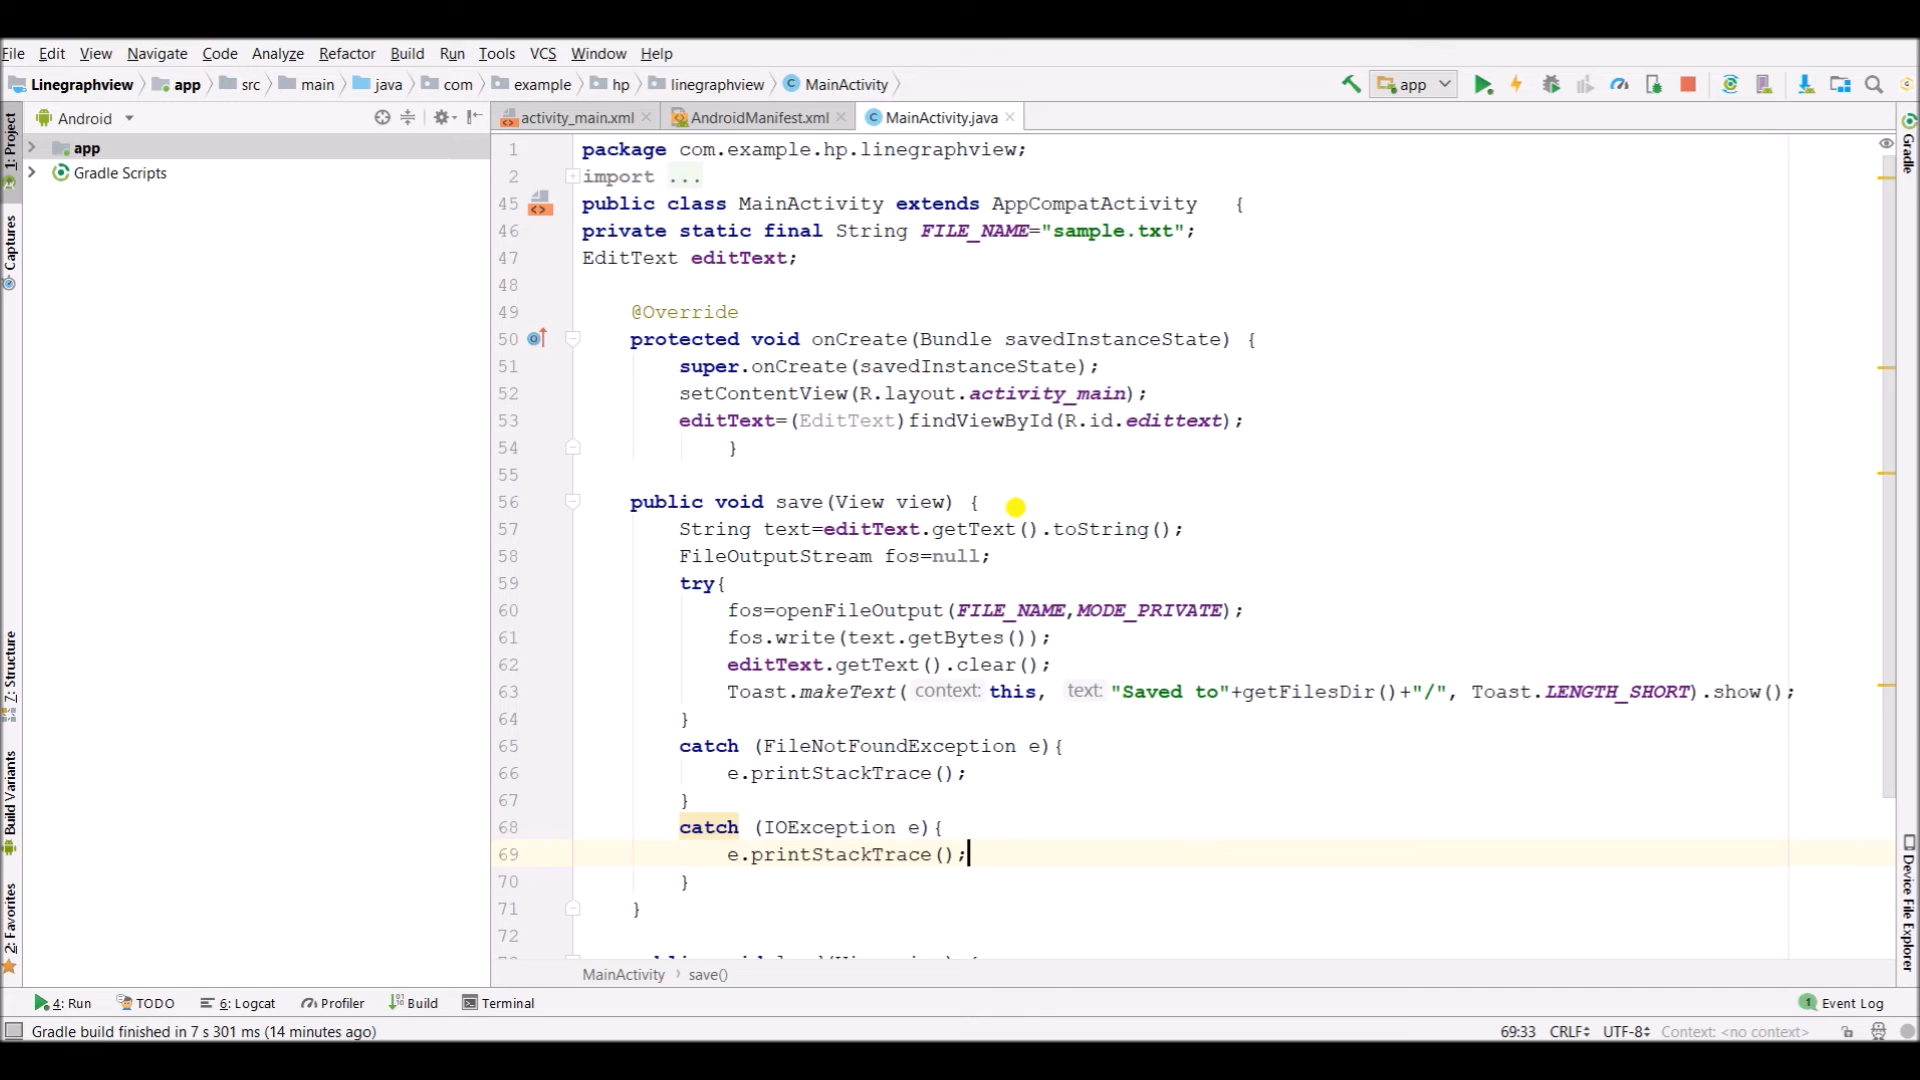 File Edit View Navigate Code Analyze Refactor Build Run Tools VCS Window Help
Linegraphview app src main java com example hp linegraphview MainActivity app
Android activity_main.xml AndroidManifest.xml MainActivity.java
1: Project
Captures
7: Structure
Build Variants
2: Favorites
app
Gradle Scripts
1 package com.example.hp.linegraphview;
2 import ...
45 public class MainActivity extends AppCompatActivity {
46 private static final String FILE_NAME="sample.txt";
47 EditText editText;
48
49 @Override
50 protected void onCreate(Bundle savedInstanceState) {
51 super.onCreate(savedInstanceState);
52 setContentView(R.layout.activity_main);
53 editText=(EditText)findViewById(R.id.edittext);
54 }
55
56 public void save(View view) {
57 String text=editText.getText().toString();
58 FileOutputStream fos=null;
59 try{
60 fos=openFileOutput(FILE_NAME,MODE_PRIVATE);
61 fos.write(text.getBytes());
62 editText.getText().clear();
63 Toast.makeText( context: this, text: "Saved to"+getFilesDir()+"/", Toast.LENGTH_SHORT).show();
64 }
65 catch (FileNotFoundException e){
66 e.printStackTrace();
67 }
68 catch (IOException e){
69 e.printStackTrace();
70 }
71 }
72
MainActivity save()
Gradle
Device File Explorer
4: Run TODO 6: Logcat Profiler Build Terminal 1 Event Log
Gradle build finished in 7 s 301 ms (14 minutes ago) 69:33 CRLF UTF-8 Context: <no context>